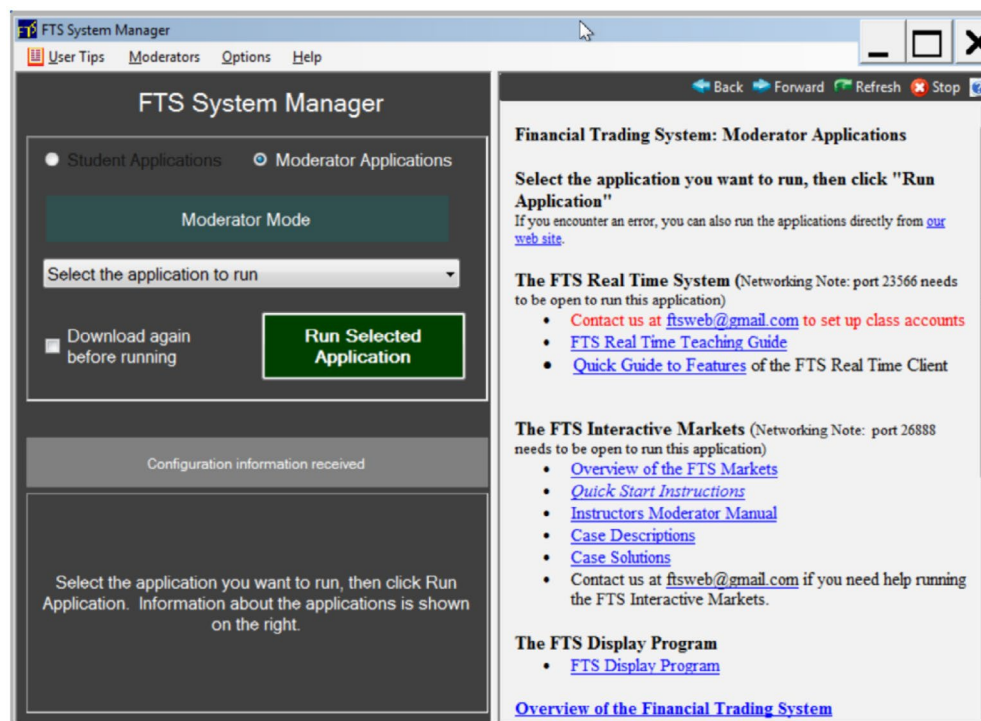 FTS System Manager
User Tips Moderators Options Help
FTS System Manager
Student Applications Moderator Applications
Moderator Mode
Select the application to run
Download again
before running
Run Selected
Application
Configuration information received
Select the application you want to run, then click Run
Application. Information about the applications is shown
on the right.
Back Forward Refresh Stop
Financial Trading System: Moderator Applications
Select the application you want to run, then click "Run
Application"
If you encounter an error, you can also run the applications directly from our
web site.
The FTS Real Time System (Networking Note: port 23566 needs
to be open to run this application)
• Contact us at ftsweb@gmail.com to set up class accounts
• FTS Real Time Teaching Guide
• Quick Guide to Features of the FTS Real Time Client
The FTS Interactive Markets (Networking Note: port 26888
needs to be open to run this application)
• Overview of the FTS Markets
• Quick Start Instructions
• Instructors Moderator Manual
• Case Descriptions
• Case Solutions
• Contact us at ftsweb@gmail.com if you need help running
the FTS Interactive Markets.
The FTS Display Program
• FTS Display Program
Overview of the Financial Trading System